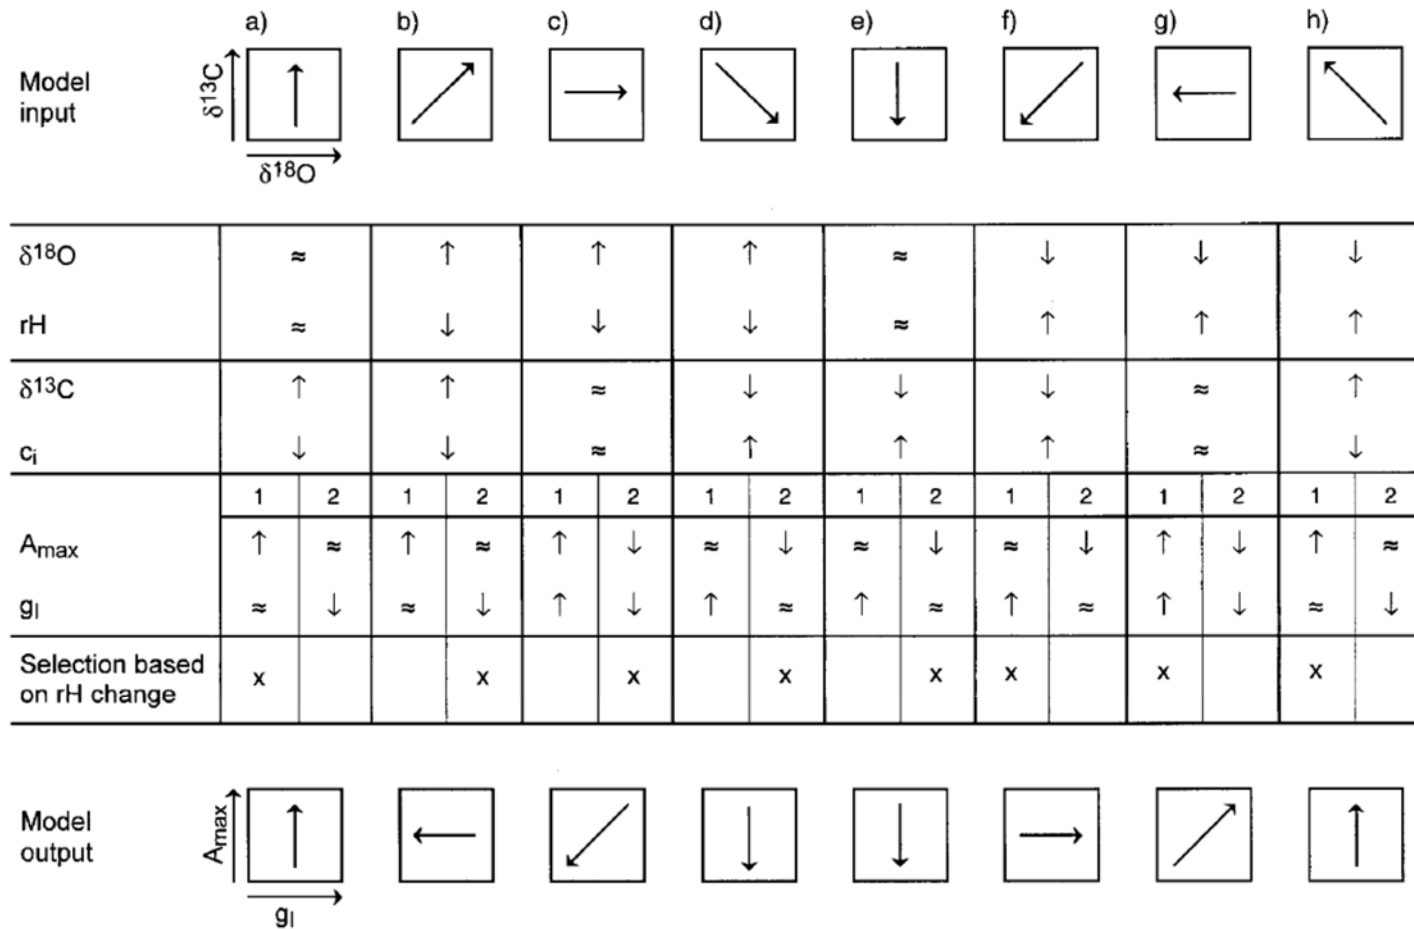 a) b) c) d) e) f) g) h)
Model
input
δ13C
δ18O
δ18O ≈ ↑ ↑ ↑ ≈ ↓ ↓ ↓
rH ≈ ↓ ↓ ↓ ≈ ↑ ↑ ↑
δ13C ↑ ↑ ≈ ↓ ↓ ↓ ≈ ↑
ci ↓ ↓ ≈ ↑ ↑ ↑ ≈ ↓
1 2 1 2 1 2 1 2 1 2 1 2 1 2 1 2
Amax ↑ ≈ ↑ ≈ ↑ ↓ ≈ ↓ ≈ ↓ ≈ ↓ ↑ ↓ ↑ ≈
gl ≈ ↓ ≈ ↓ ↑ ↓ ↑ ≈ ↑ ≈ ↑ ≈ ↑ ↓ ≈ ↓
Selection based
on rH change x x x x x x x x
Model
output
Amax
gl